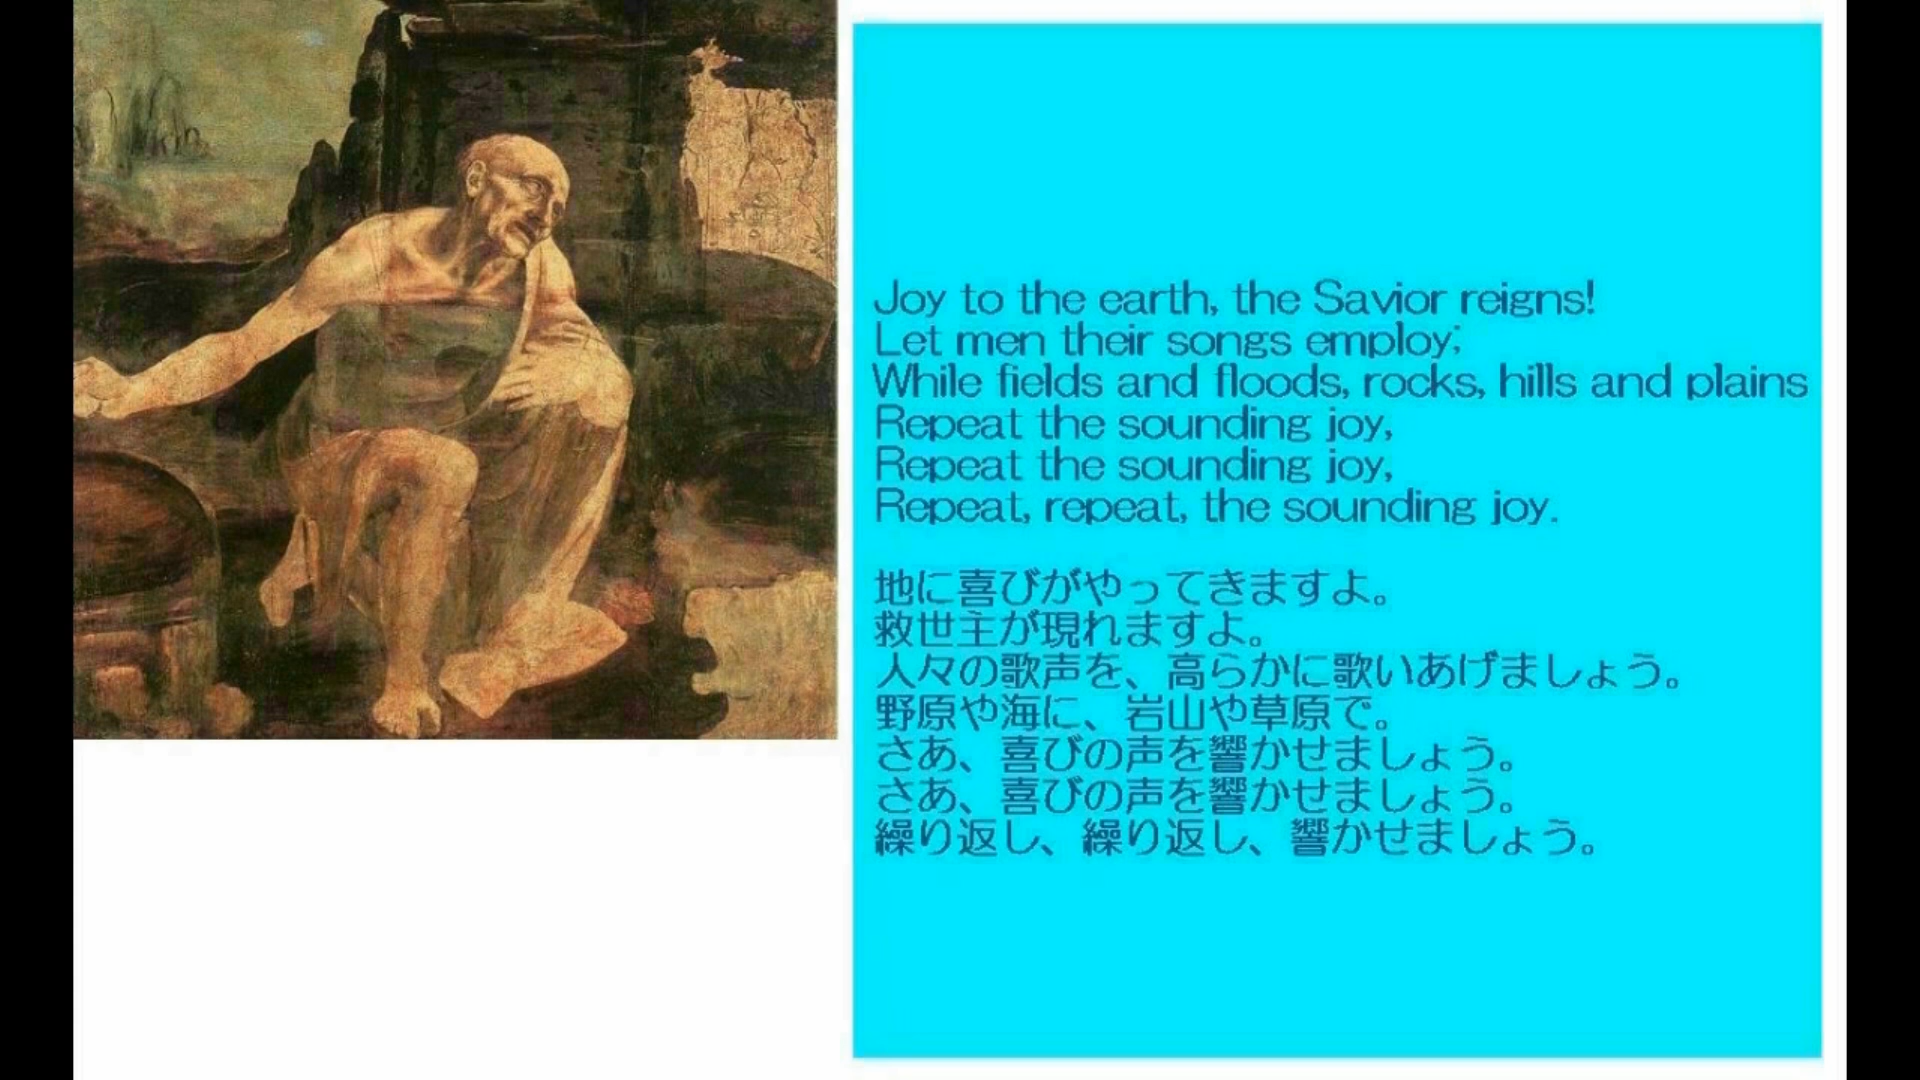 Joy to the earth, the Savior reigns!
Let men their songs employ;
While fields and floods, rocks, hills and plains
Repeat the sounding joy,
Repeat the sounding joy,
Repeat, repeat, the sounding joy.
地に喜びがやってきますよ。
救世主が現れますよ。
人々の歌声を、高らかに歌いあげましょう。
野原や海に、岩山や草原で。
さあ、喜びの声を響かせましょう。
さあ、喜びの声を響かせましょう。
繰り返し、繰り返し、響かせましょう。